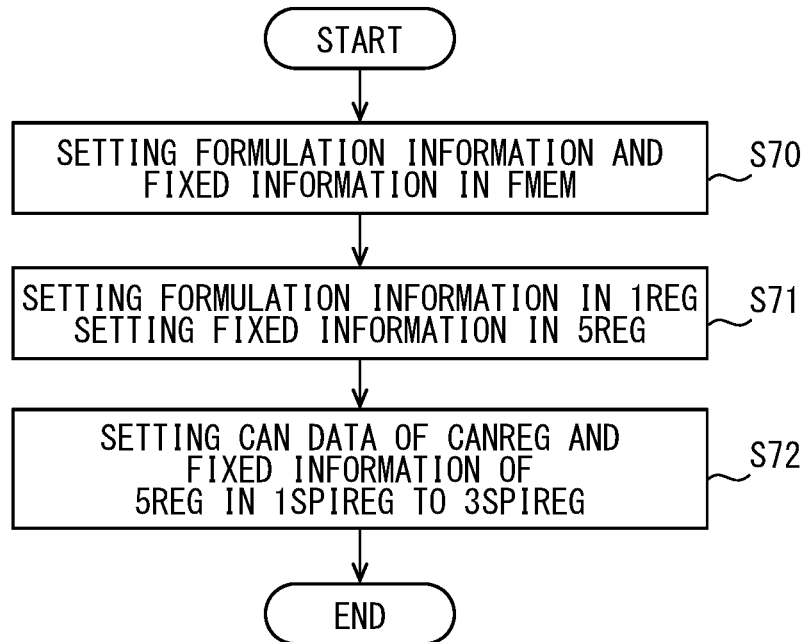 START
SETTING FORMULATION INFORMATION AND
FIXED INFORMATION IN FMEM
S70
SETTING FORMULATION INFORMATION IN 1REG
SETTING FIXED INFORMATION IN 5REG
S71
SETTING CAN DATA OF CANREG AND
FIXED INFORMATION OF
5REG IN 1SPIREG TO 3SPIREG
S72
END